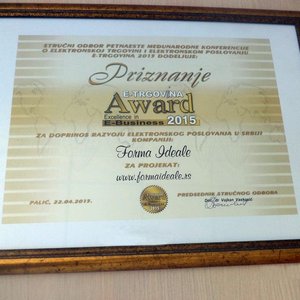 STRUČNI ODBOR PETNAESTE MEĐUNARODNE KONFERENCIJE
O ELEKTRONSKOJ TRGOVINI I ELEKTRONSKOM POSLOVANJU
E-TRGOVINA 2015 DODELJUJE:
Priznanje
E-TRGOVINA
Award
Excellence in
E-Business 2015
ZA DOPRINOS RAZVOJU ELEKTRONSKOG POSLOVANJA U SRBIJI
KOMPANIJI:
Forma Ideale
ZA PROJEKAT:
www.formaideale.rs
PALIĆ, 22.04.2015.
PREDSEDNIK STRUČNOG ODBORA